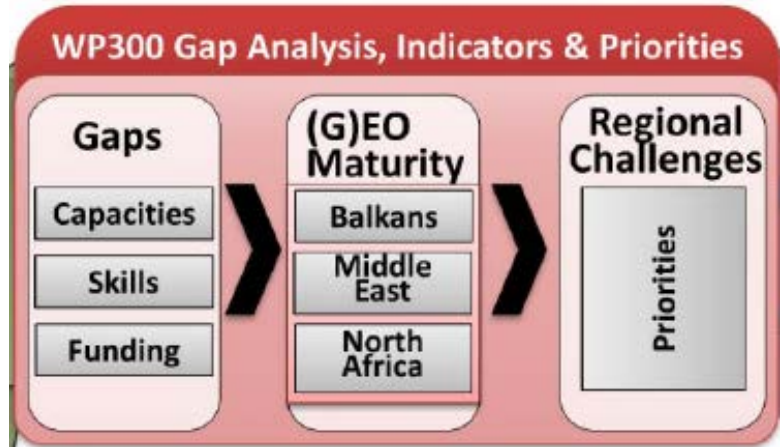 WP300 Gap Analysis, Indicators & Priorities
Gaps
Capacities
Skills
Funding
(G)EO
Maturity
Balkans
Middle
East
North
Africa
Regional
Challenges
Priorities